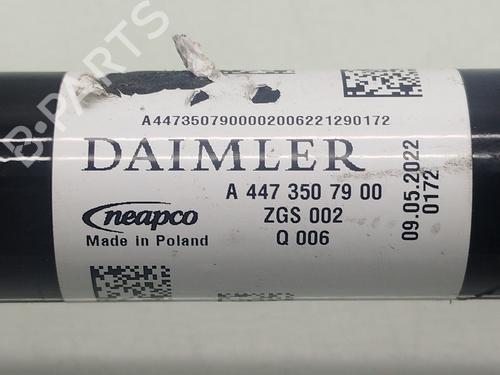 B-PARTS
A4473507900002006221290172
DAIMLER
A 447 350 79 00
neapco
ZGS 002
Made in Poland
Q 006
09.05.2022
0172